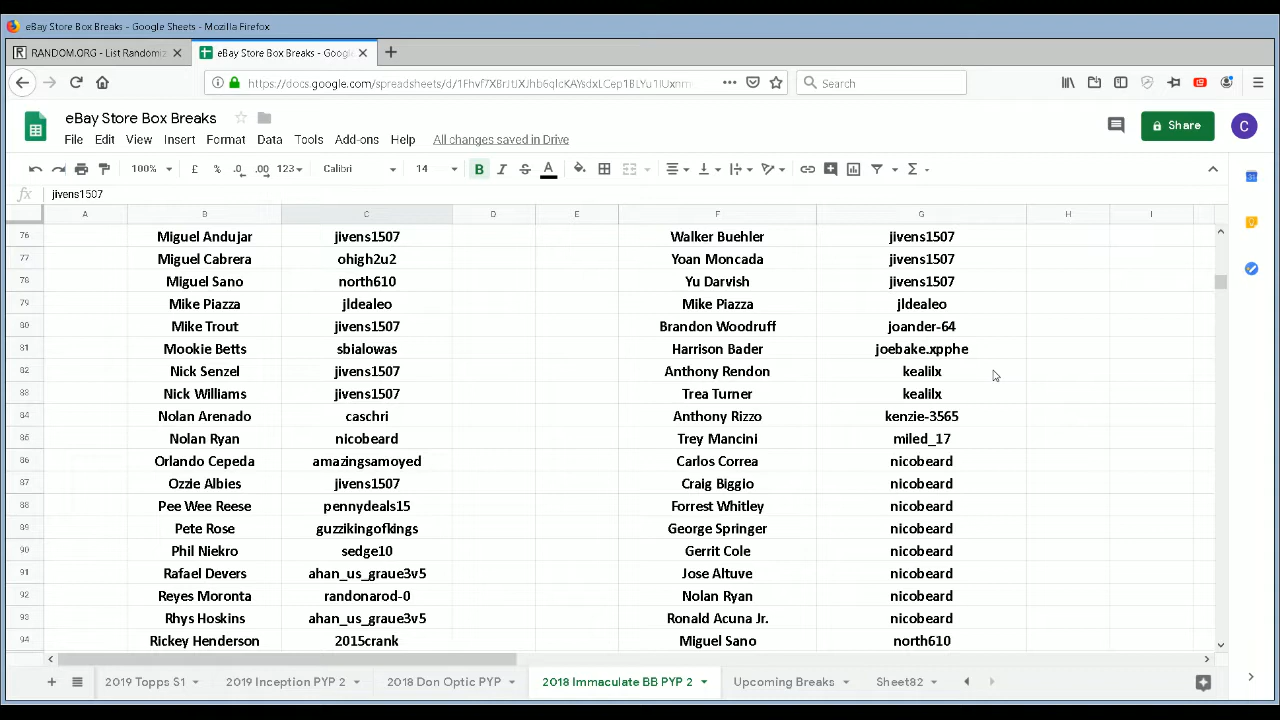 eBay Store Box Breaks - Google Sheets - Mozilla Firefox
RANDOM.ORG - List Randomiz
eBay Store Box Breaks - Googl
Search
eBay Store Box Breaks
Share
C
File Edit View Insert Format Data Tools Add-ons Help All changes saved in Drive
100% £ % .0 .00 123 Calibri 14 B I S A
fx jivens1507
A B C D E F G H I
76 Miguel Andujar jivens1507 Walker Buehler jivens1507
77 Miguel Cabrera ohigh2u2 Yoan Moncada jivens1507
78 Miguel Sano north610 Yu Darvish jivens1507
79 Mike Piazza jldealeo Mike Piazza jldealeo
80 Mike Trout jivens1507 Brandon Woodruff joander-64
81 Mookie Betts sbialowas Harrison Bader joebake.xpphe
82 Nick Senzel jivens1507 Anthony Rendon kealilx
83 Nick Williams jivens1507 Trea Turner kealilx
84 Nolan Arenado caschri Anthony Rizzo kenzie-3565
85 Nolan Ryan nicobeard Trey Mancini miled_17
86 Orlando Cepeda amazingsamoyed Carlos Correa nicobeard
87 Ozzie Albies jivens1507 Craig Biggio nicobeard
88 Pee Wee Reese pennydeals15 Forrest Whitley nicobeard
89 Pete Rose guzzikingofkings George Springer nicobeard
90 Phil Niekro sedge10 Gerrit Cole nicobeard
91 Rafael Devers ahan_us_graue3v5 Jose Altuve nicobeard
92 Reyes Moronta randonarod-0 Nolan Ryan nicobeard
93 Rhys Hoskins ahan_us_graue3v5 Ronald Acuna Jr. nicobeard
94 Rickey Henderson 2015crank Miguel Sano north610
2019 Topps S1 2019 Inception PYP 2 2018 Don Optic PYP 2018 Immaculate BB PYP 2 Upcoming Breaks Sheet82